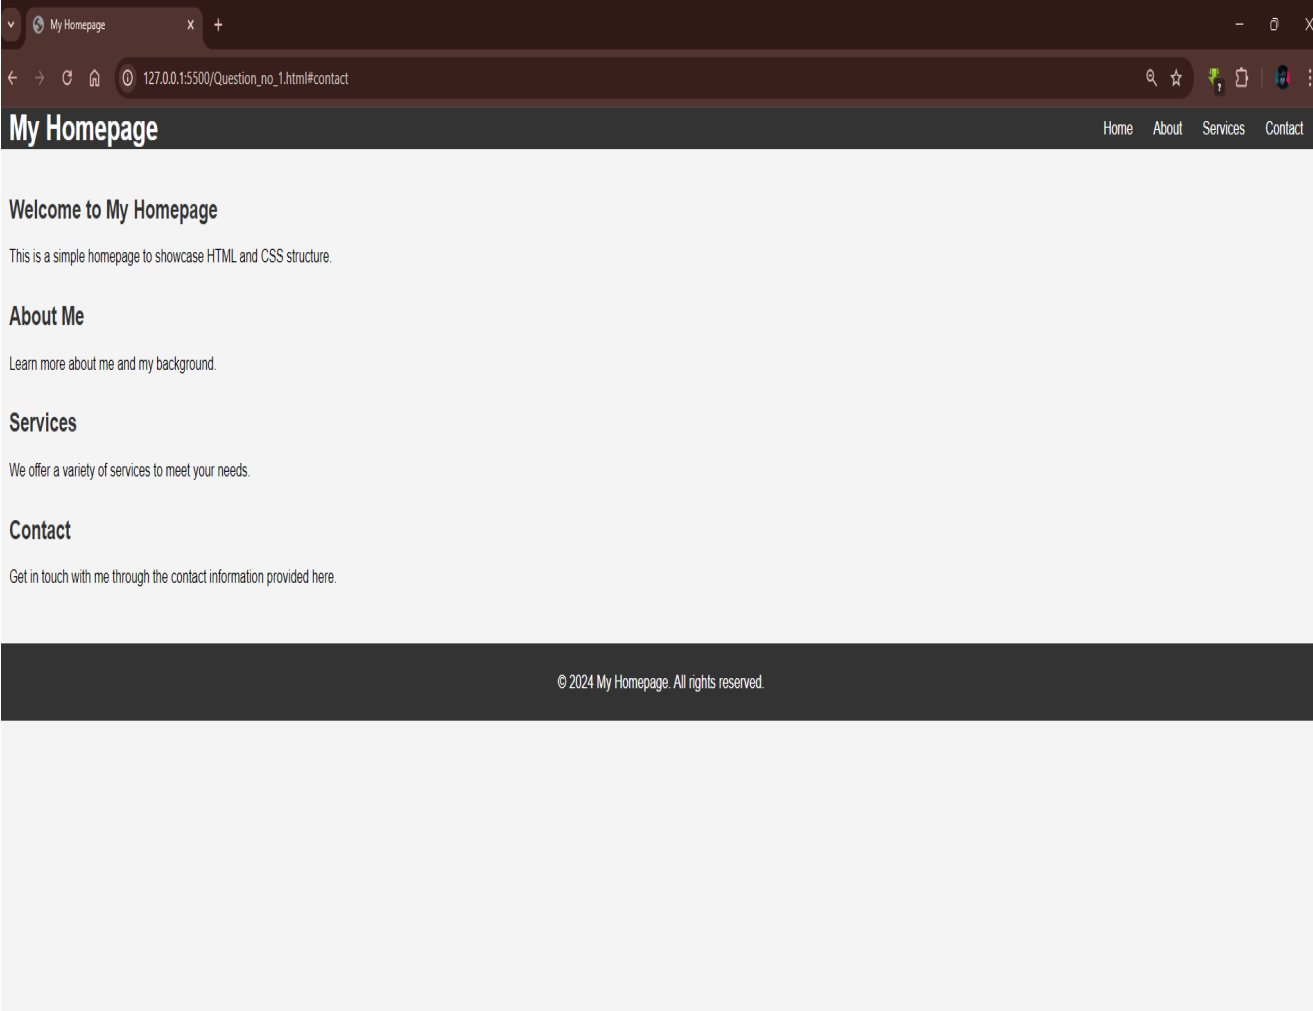 My Homepage
127.0.0.1:5500/Question_no_1.html#contact
My Homepage
Home About Services Contact
Welcome to My Homepage
This is a simple homepage to showcase HTML and CSS structure.
About Me
Learn more about me and my background.
Services
We offer a variety of services to meet your needs.
Contact
Get in touch with me through the contact information provided here.
© 2024 My Homepage. All rights reserved.